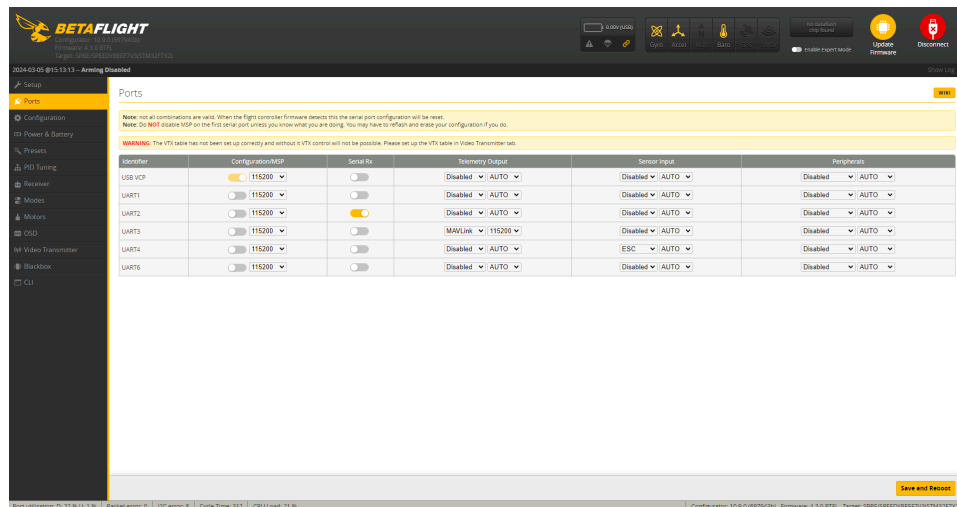 BETAFLIGHT
Configurator: 10.9.0
Firmware: 4.3.0 BTFL
0.00V (USB)
Gyro Accel Baro
No dataflash
chip found
Enable Expert Mode
Update
Firmware
Disconnect
2024-03-05 @15:13:13 -- Arming Disabled
Show Log
Setup
Ports
Configuration
Power & Battery
Presets
PID Tuning
Receiver
Modes
Motors
OSD
Video Transmitter
Blackbox
CLI
Ports
WIKI
Note: not all combinations are valid. When the flight controller firmware detects this the serial port configuration will be reset.
Note: Do NOT disable MSP on the first serial port unless you know what you are doing. You may have to reflash and erase your configuration if you do.
WARNING: The VTX table has not been set up correctly and without it VTX control will not be possible. Please set up the VTX table in Video Transmitter tab.
Identifier Configuration/MSP Serial Rx Telemetry Output Sensor Input Peripherals
USB VCP 115200 Disabled AUTO Disabled AUTO Disabled AUTO
UART1 115200 Disabled AUTO Disabled AUTO Disabled AUTO
UART2 115200 Disabled AUTO Disabled AUTO Disabled AUTO
UART3 115200 MAVLink 115200 Disabled AUTO Disabled AUTO
UART4 115200 Disabled AUTO ESC AUTO Disabled AUTO
UART6 115200 Disabled AUTO Disabled AUTO Disabled AUTO
Save and Reboot